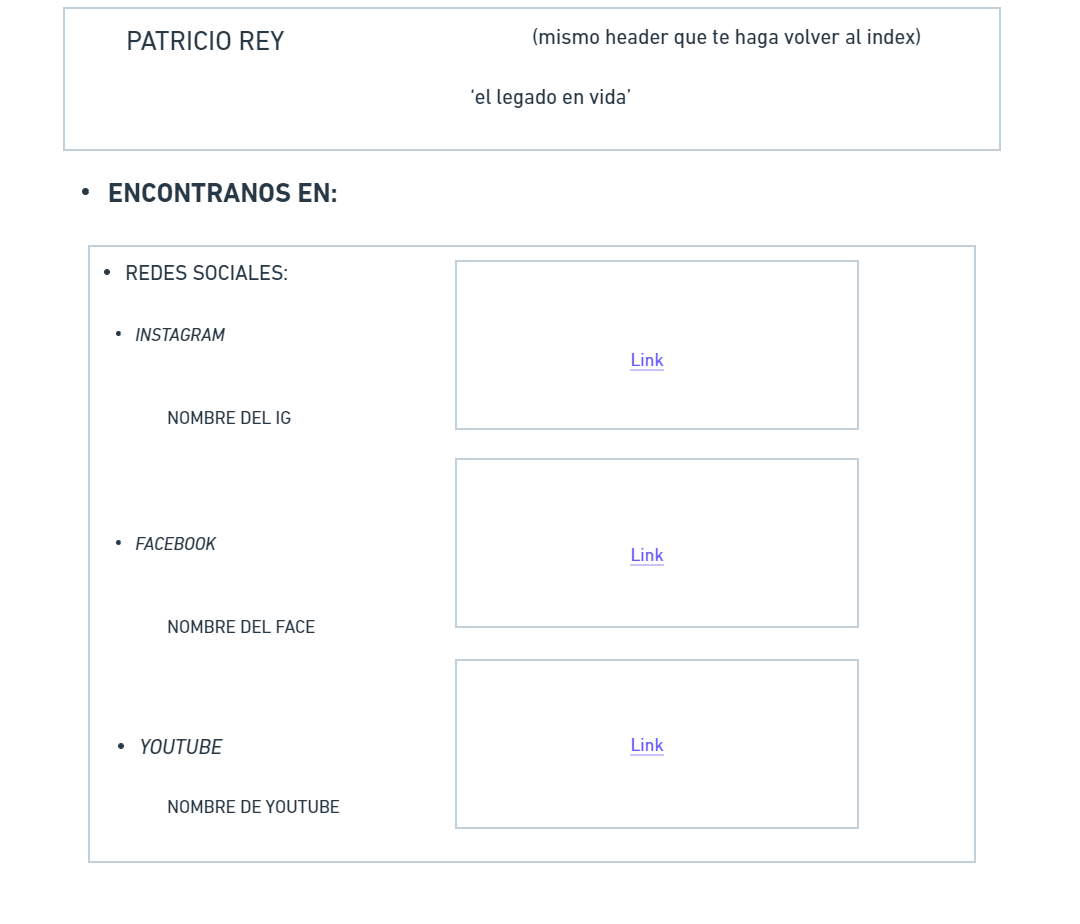 PATRICIO REY
(mismo header que te haga volver al index)
‘el legado en vida’
• ENCONTRANOS EN:
• REDES SOCIALES:
• INSTAGRAM
Link
NOMBRE DEL IG
• FACEBOOK
Link
NOMBRE DEL FACE
• YOUTUBE
Link
NOMBRE DE YOUTUBE